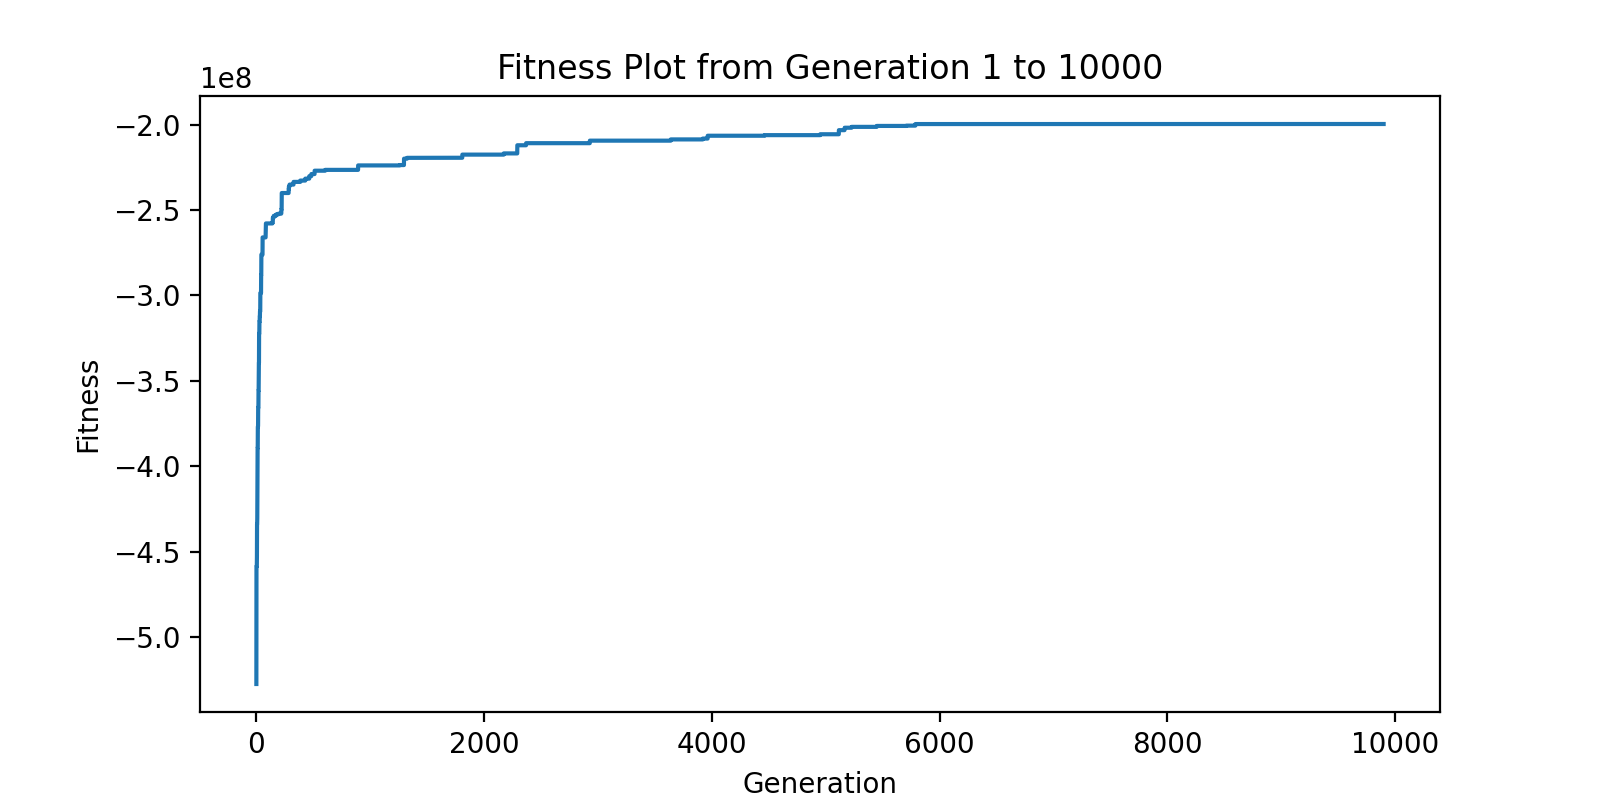 Fitness Plot from Generation 1 to 10000
1e8
−2.0
−2.5
−3.0
−3.5
−4.0
−4.5
−5.0
Fitness
0 2000 4000 6000 8000 10000
Generation